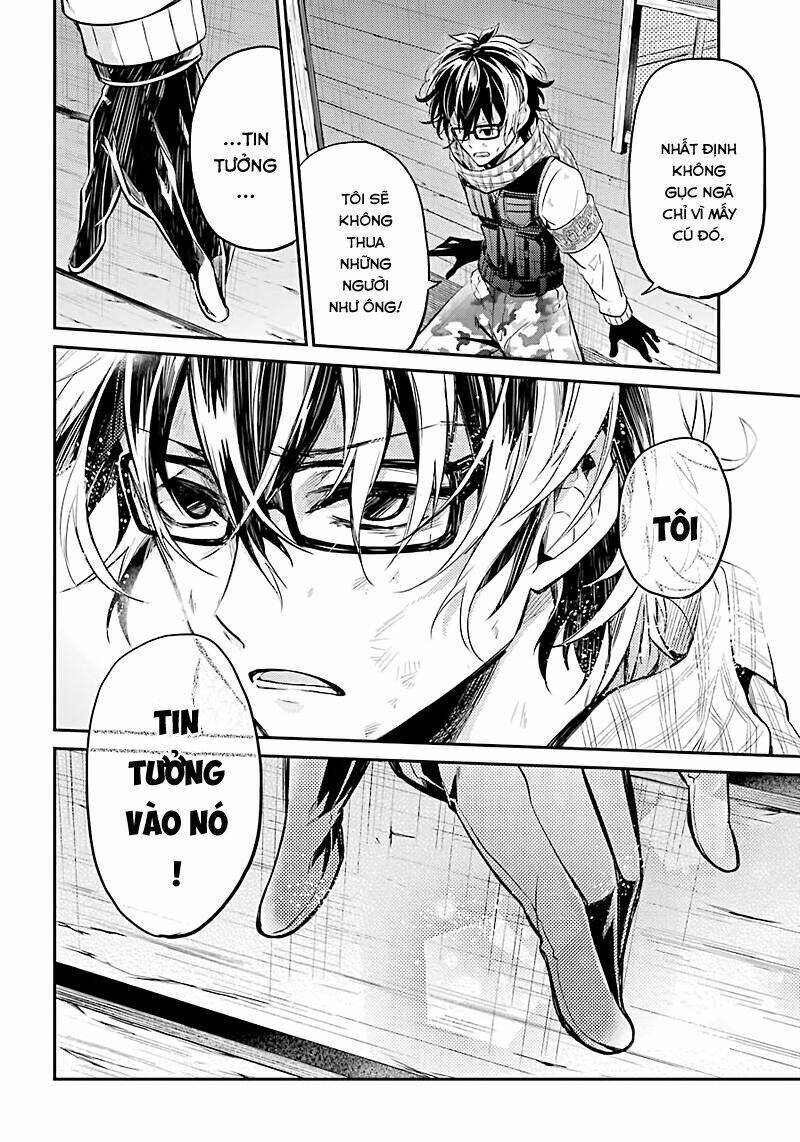 NHẤT ĐỊNH
KHÔNG
GỤC NGÃ
CHỈ VÌ MẤY
CÚ ĐÓ.
TÔI SẼ
KHÔNG
THUA
NHỮNG
NGƯỜI
NHƯ ÔNG!
...TIN
TƯỞNG
...
TÔI
TIN
TƯỞNG
VÀO NÓ
!